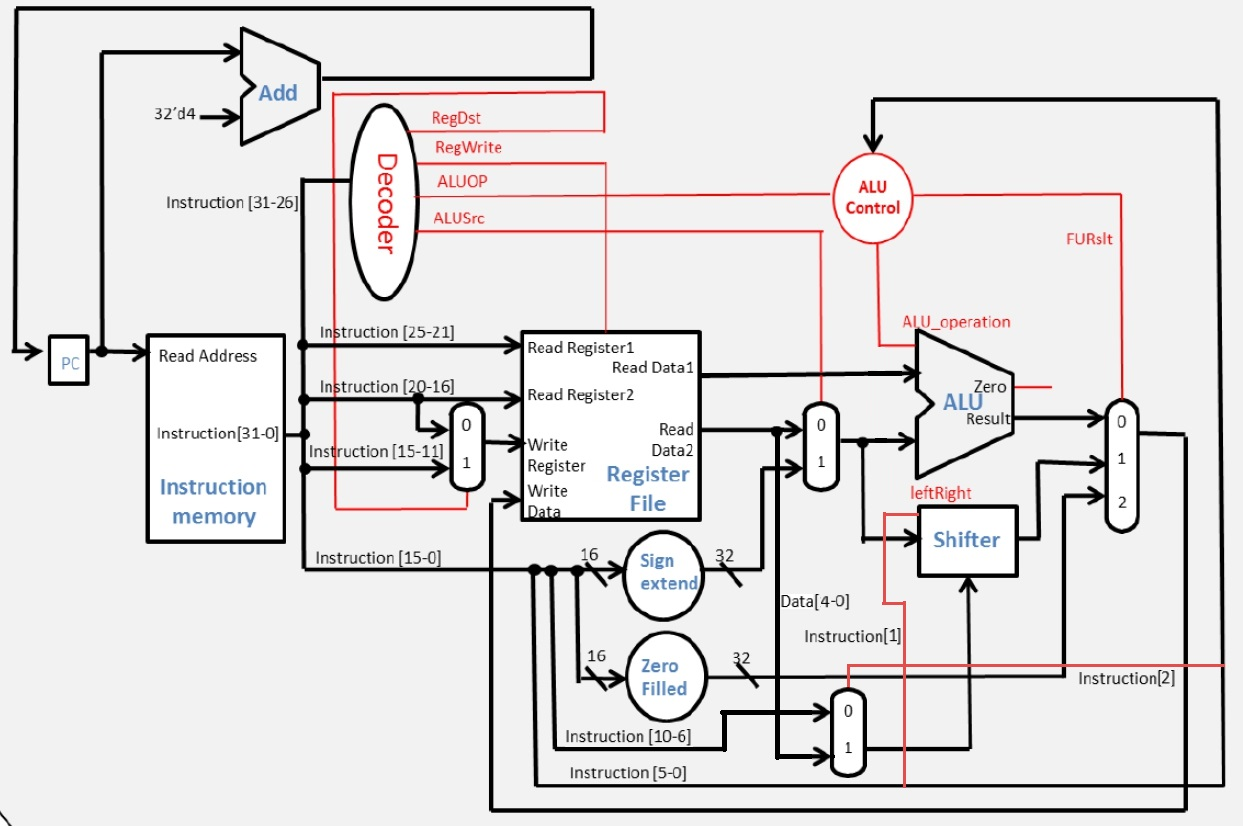 Add
32'd4
RegDst
RegWrite
ALUOP
ALUSrc
Decoder
Instruction [31-26]
ALU
Control
FURslt
ALU_operation
PC
Read Address
Instruction[31-0]
Instruction
memory
Instruction [25-21]
Instruction [20-16]
Instruction [15-11]
0
1
Read Register1
Read Data1
Read Register2
Read
Data2
Write
Register
Write
Data
Register
File
0
1
Zero
ALU
Result
0
1
2
leftRight
Shifter
Instruction [15-0]
16
Sign
extend
32
Data[4-0]
Instruction[1]
16
Zero
Filled
32
Instruction[2]
0
1
Instruction [10-6]
Instruction [5-0]